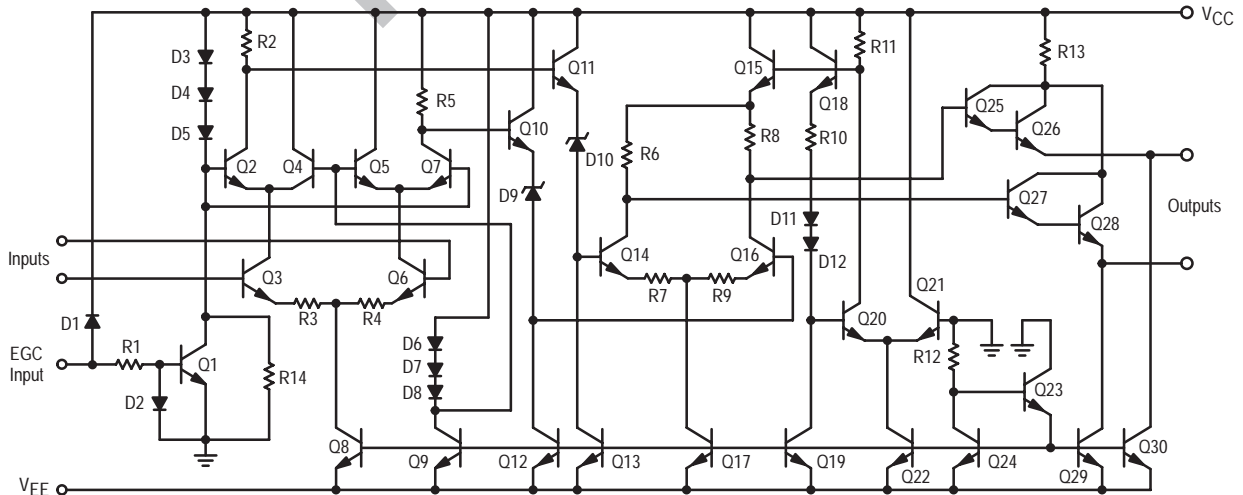 VCC
R2
R11
R13
D3
Q11
Q15
Q18
Q25
D4
R5
Q26
Q10
R10
R8
D5
D10
R6
Q2
Q4
Q5
Q7
D9
Q27
Q28
D11
Outputs
Inputs
Q14
Q16
D12
Q3
Q6
Q21
R7
R9
R3
R4
Q20
D1
D6
R12
EGC
Input
R1
Q1
D7
Q23
R14
D2
D8
Q8
Q9
Q12
Q13
Q17
Q19
Q22
Q24
Q29
Q30
VEE